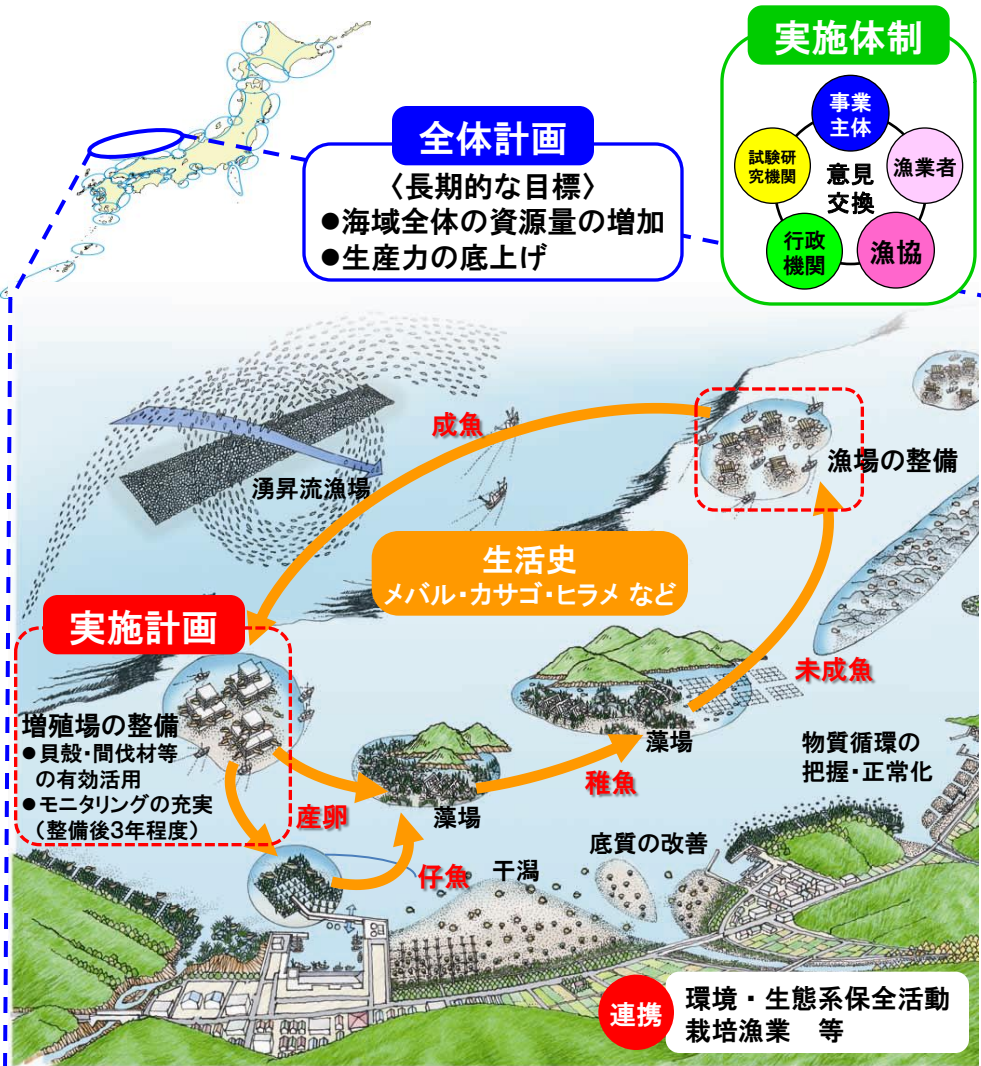 実施体制
事業
主体
試験研
究機関
意見
交換
漁業者
行政
機関
漁協
全体計画
〈長期的な目標〉
●海域全体の資源量の増加
●生産力の底上げ
成魚
湧昇流漁場
漁場の整備
生活史
メバル・カサゴ・ヒラメ など
実施計画
増殖場の整備
●貝殻・間伐材等
の有効活用
●モニタリングの充実
（整備後3年程度）
産卵
藻場
稚魚
藻場
未成魚
物質循環の
把握・正常化
仔魚
干潟
底質の改善
連携
環境・生態系保全活動
栽培漁業 等